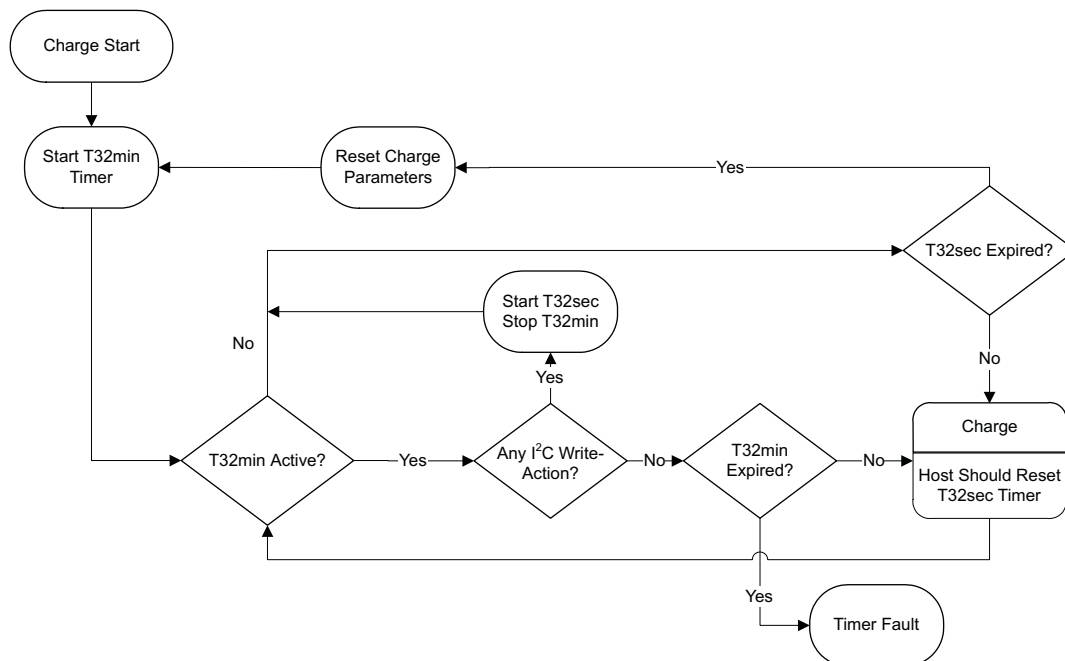 Charge Start
Start T32min
Timer
Reset Charge
Parameters
Yes
T32sec Expired?
Start T32sec
Stop T32min
No
Yes
No
T32min Active?
Yes
Any I²C Write-
Action?
No
T32min
Expired?
No
Charge
Host Should Reset
T32sec Timer
Yes
Timer Fault